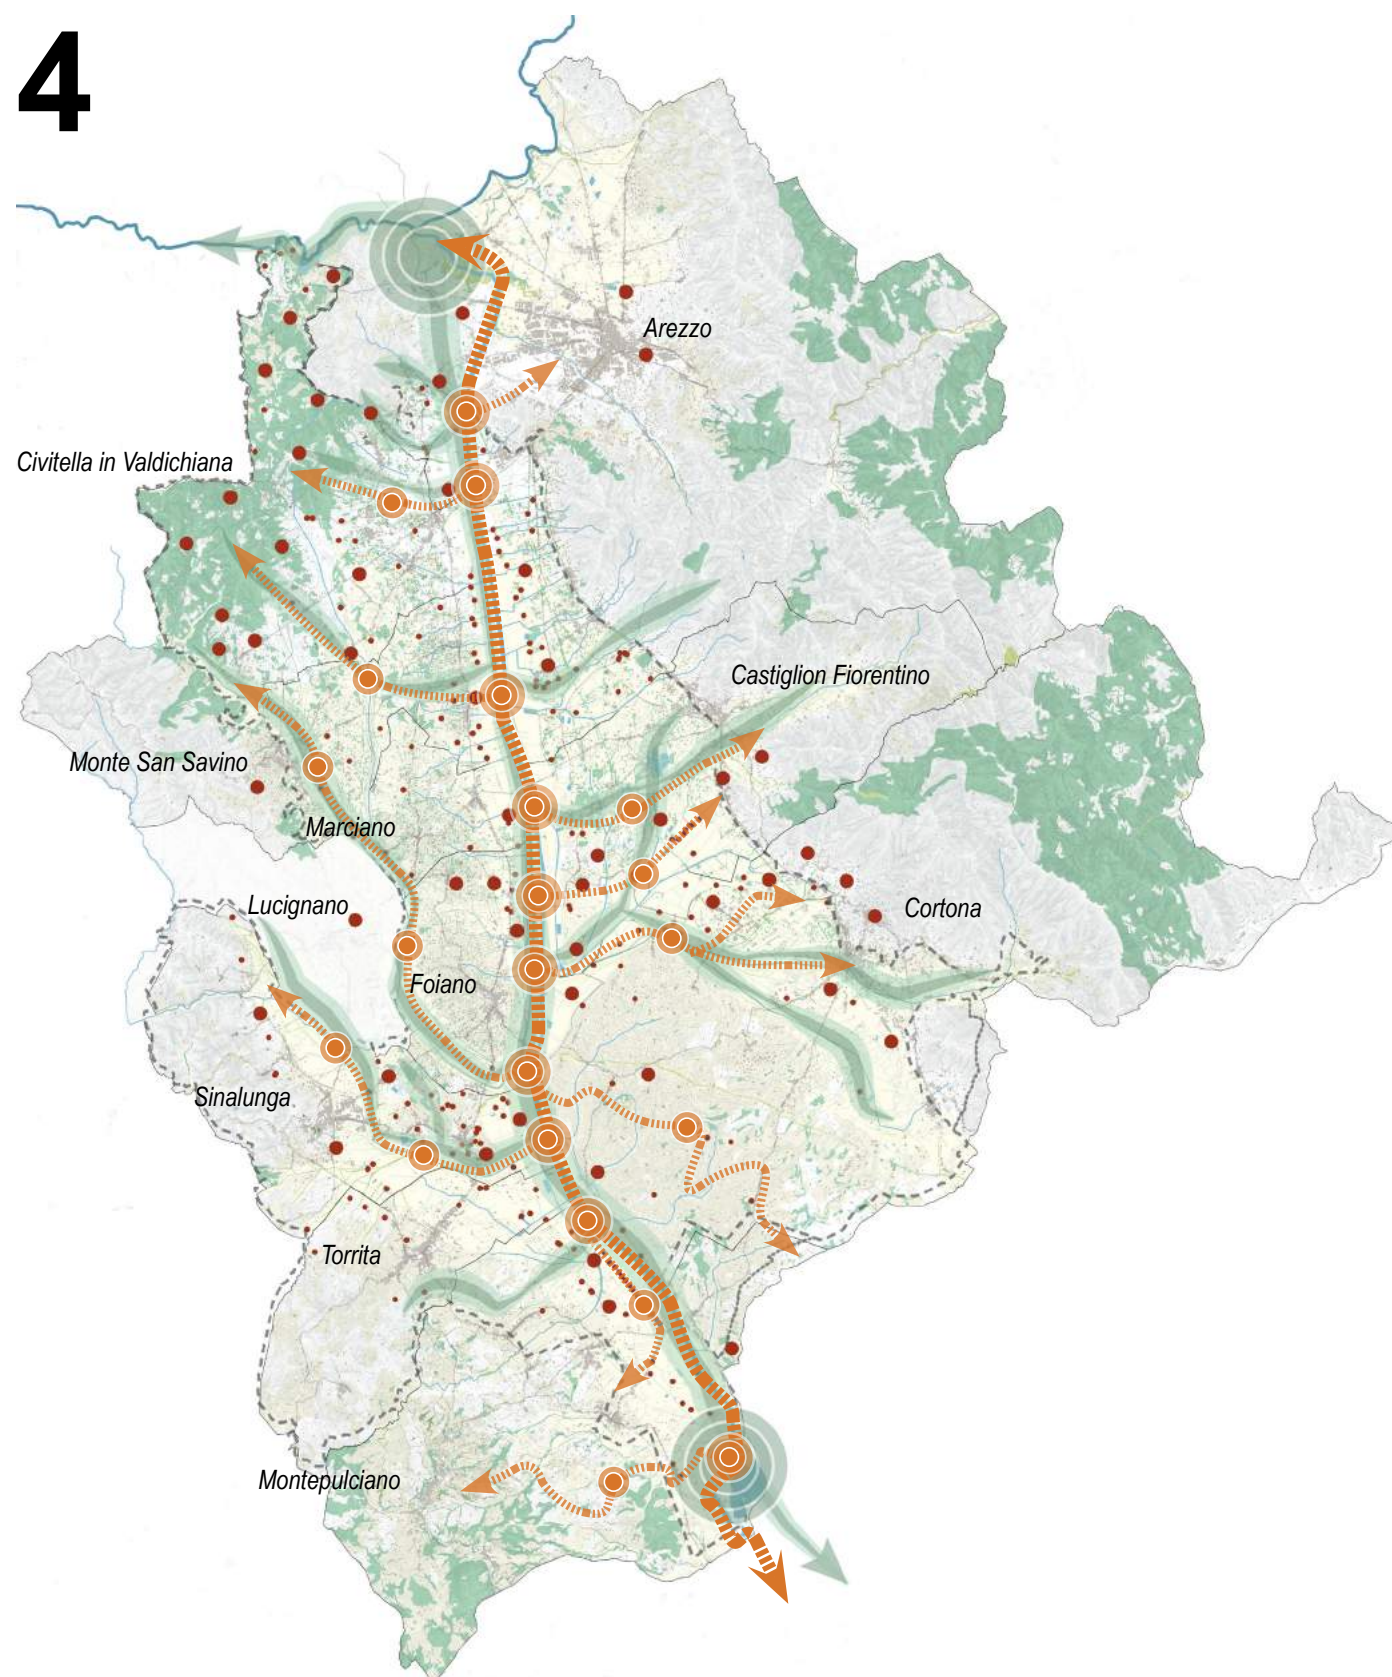 4
Arezzo
Civitella in Valdichiana
Castiglion Fiorentino
Monte San Savino
Marciano
Lucignano
Cortona
Foiano
Sinalunga
Torrita
Montepulciano